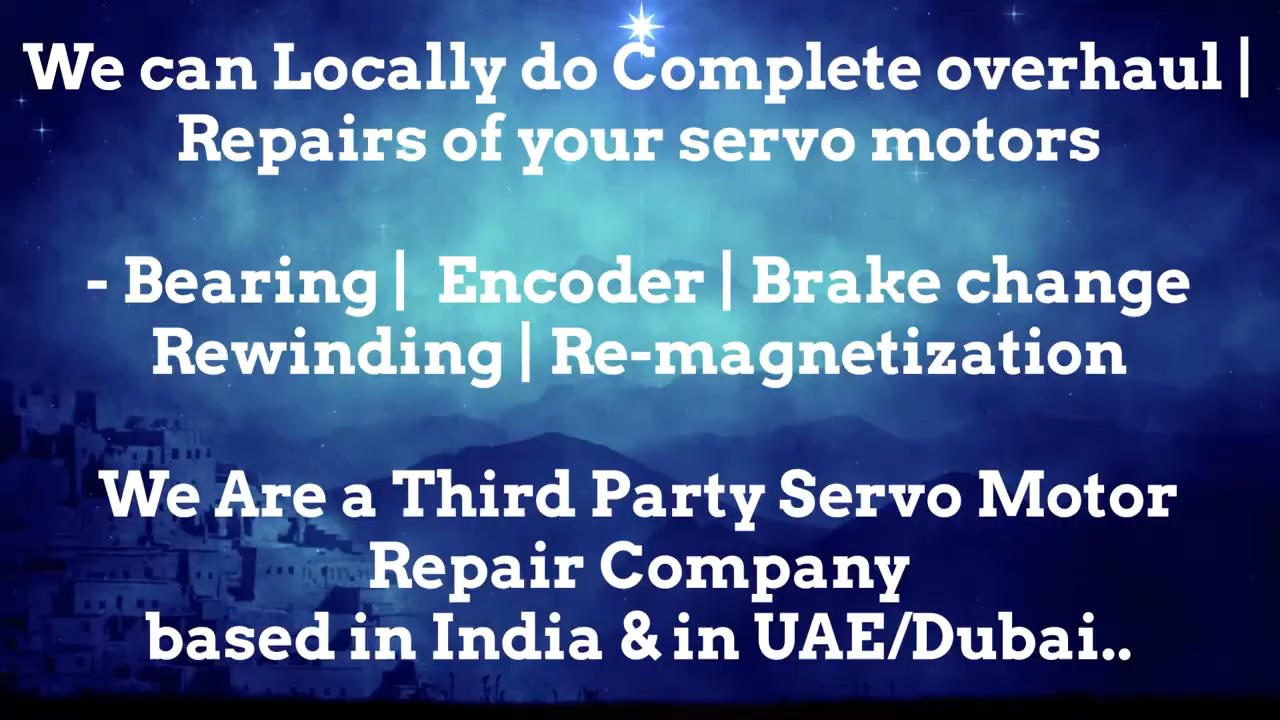 We can Locally do Complete overhaul |
Repairs of your servo motors
- Bearing | Encoder | Brake change
Rewinding | Re-magnetization
We Are a Third Party Servo Motor
Repair Company
based in India & in UAE/Dubai..